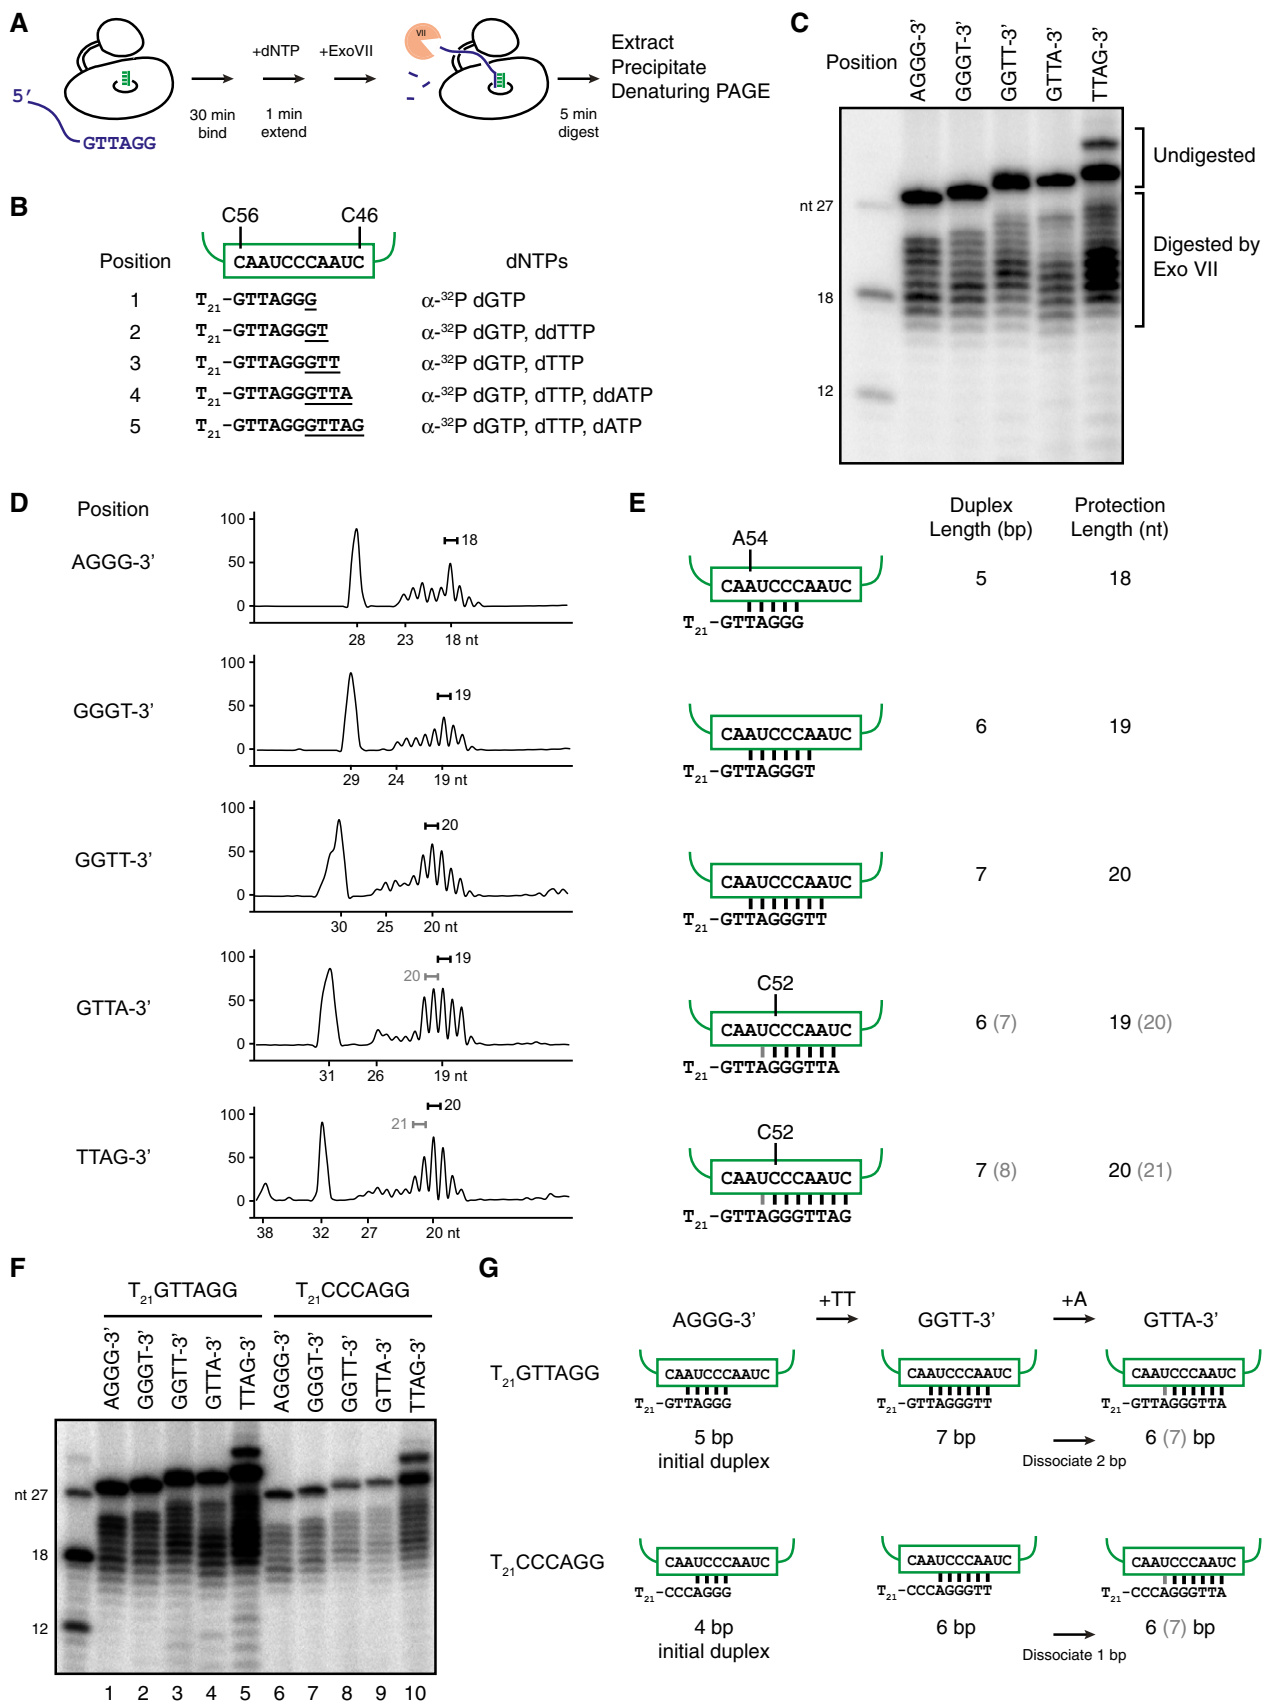 A
VII
+dNTP
+ExoVII
5′
GTTAGG
30 min
bind
1 min
extend
5 min
digest
Extract
Precipitate
Denaturing PAGE
B
C56
C46
CAAUCCCAAUC
Position
dNTPs
1 T21-GTTAGGG α-32P dGTP
2 T21-GTTAGGGT α-32P dGTP, ddTTP
3 T21-GTTAGGGTT α-32P dGTP, dTTP
4 T21-GTTAGGGTTA α-32P dGTP, dTTP, ddATP
5 T21-GTTAGGGTTAG α-32P dGTP, dTTP, dATP
C
Position
AGGG-3’
GGGT-3’
GGTT-3’
GTTA-3’
TTAG-3’
nt 27
18
12
Undigested
Digested by
Exo VII
D
Position
AGGG-3’
100
50
0
18
28 23 18 nt
GGGT-3’
100
50
0
19
29 24 19 nt
GGTT-3’
100
50
0
20
30 25 20 nt
GTTA-3’
100
50
0
20
19
31 26 19 nt
TTAG-3’
100
50
0
21
20
38 32 27 20 nt
E
Duplex
Length (bp)
Protection
Length (nt)
A54
CAAUCCCAAUC
T21-GTTAGGG
5 18
CAAUCCCAAUC
T21-GTTAGGGT
6 19
CAAUCCCAAUC
T21-GTTAGGGTT
7 20
C52
CAAUCCCAAUC
T21-GTTAGGGTTA
6 (7) 19 (20)
C52
CAAUCCCAAUC
T21-GTTAGGGTTAG
7 (8) 20 (21)
F
T21GTTAGG
T21CCCAGG
AGGG-3’
GGGT-3’
GGTT-3’
GTTA-3’
TTAG-3’
AGGG-3’
GGGT-3’
GGTT-3’
GTTA-3’
TTAG-3’
nt 27
18
12
1 2 3 4 5 6 7 8 9 10
G
AGGG-3’ +TT GGTT-3’ +A GTTA-3’
T21GTTAGG
CAAUCCCAAUC CAAUCCCAAUC CAAUCCCAAUC
T21-GTTAGGG T21-GTTAGGGTT T21-GTTAGGGTTA
5 bp
initial duplex
7 bp
Dissociate 2 bp
6 (7) bp
T21CCCAGG
CAAUCCCAAUC CAAUCCCAAUC CAAUCCCAAUC
T21-CCCAGGG T21-CCCAGGGTT T21-CCCAGGGTTA
4 bp
initial duplex
6 bp
Dissociate 1 bp
6 (7) bp